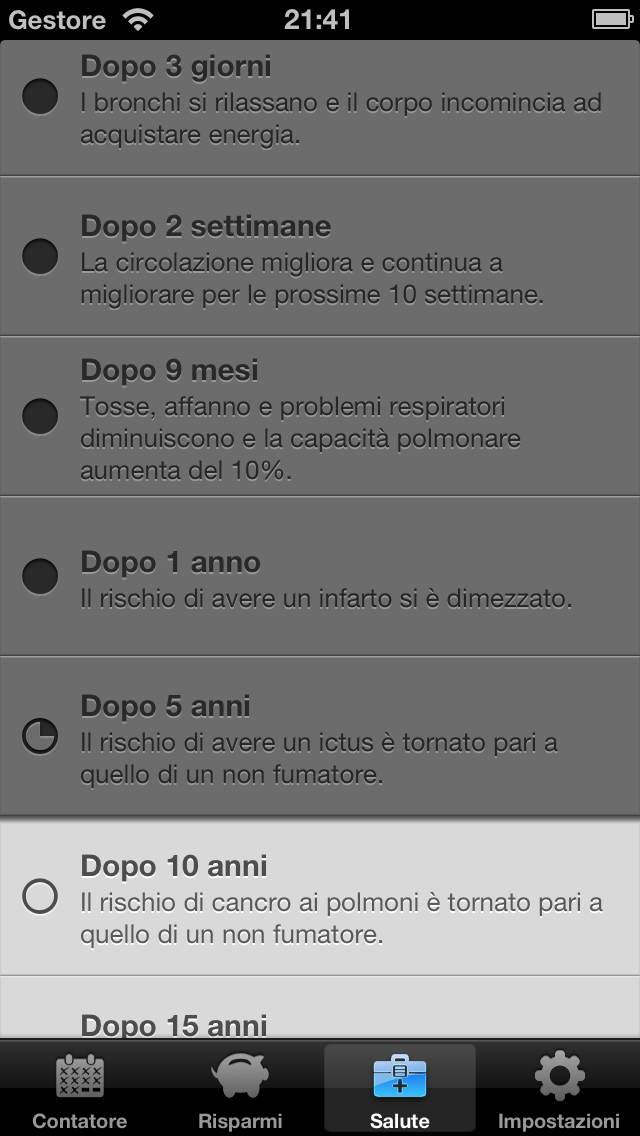 Gestore
21:41
Dopo 3 giorni
I bronchi si rilassano e il corpo incomincia ad
acquistare energia.
Dopo 2 settimane
La circolazione migliora e continua a
migliorare per le prossime 10 settimane.
Dopo 9 mesi
Tosse, affanno e problemi respiratori
diminuiscono e la capacità polmonare
aumenta del 10%.
Dopo 1 anno
Il rischio di avere un infarto si è dimezzato.
Dopo 5 anni
Il rischio di avere un ictus è tornato pari a
quello di un non fumatore.
Dopo 10 anni
Il rischio di cancro ai polmoni è tornato pari a
quello di un non fumatore.
Dopo 15 anni
Contatore
Risparmi
Salute
Impostazioni